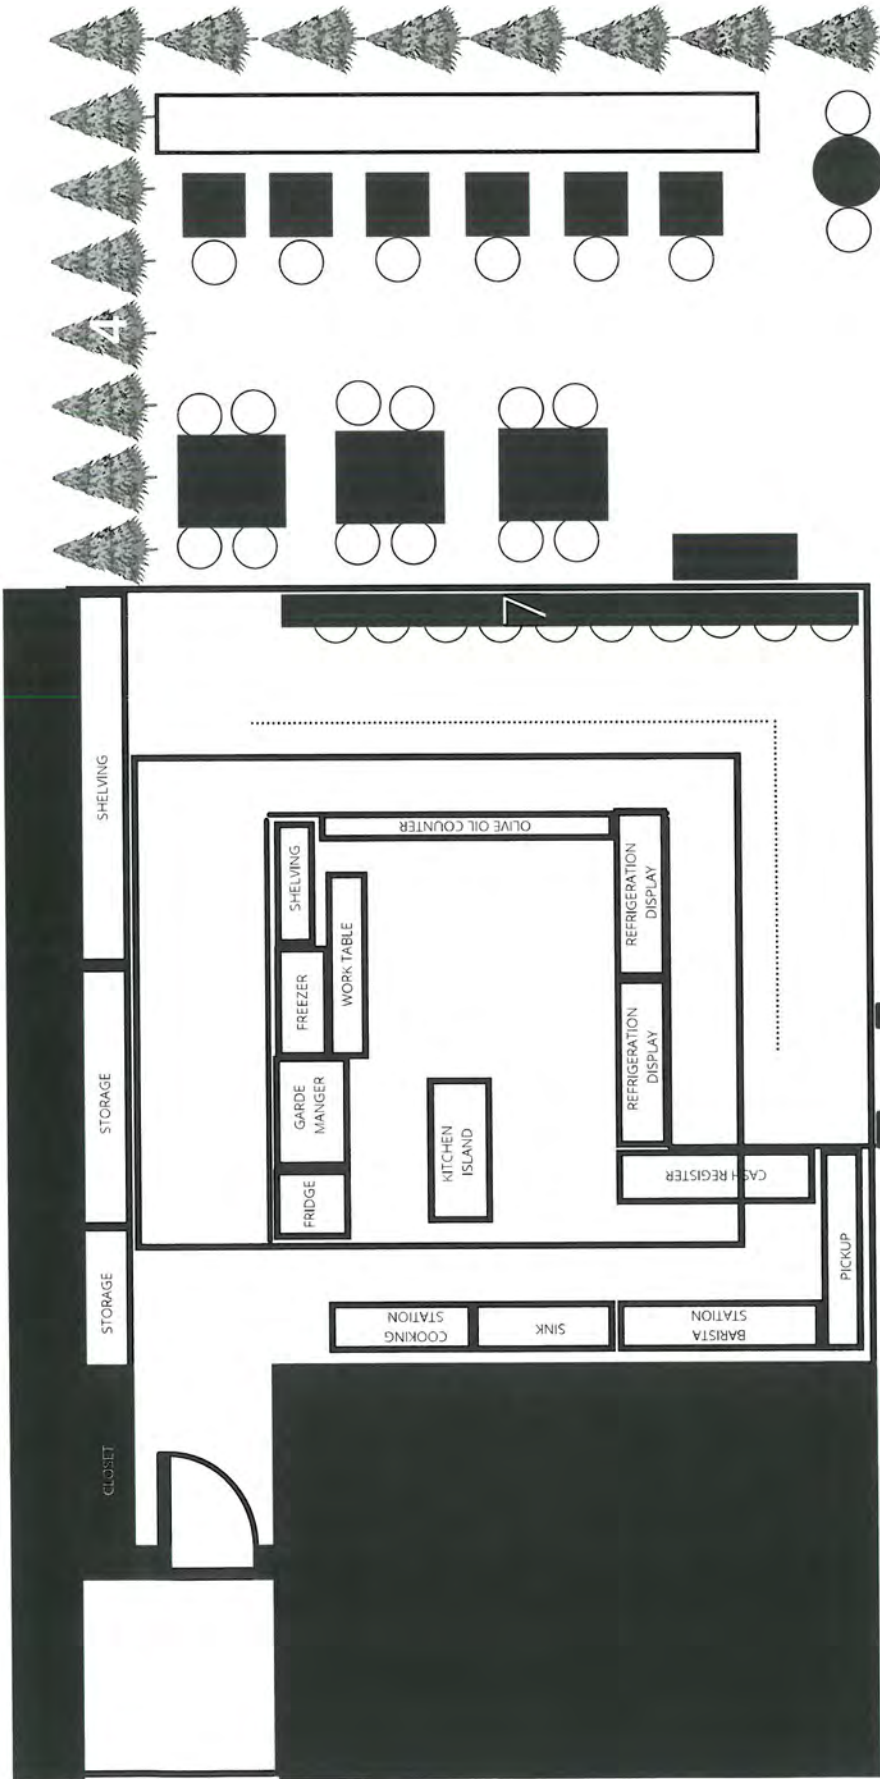 4
7
SHELVING
OLIVE OIL COUNTER
SHELVING
FREEZER
WORK TABLE
REFRIGERATION
DISPLAY
STORAGE
GARDE
MANGER
KITCHEN
ISLAND
REFRIGERATION
DISPLAY
FRIDGE
CASH REGISTER
STORAGE
COOKING
STATION
SINK
BARISTA
STATION
PICKUP
CLOSET